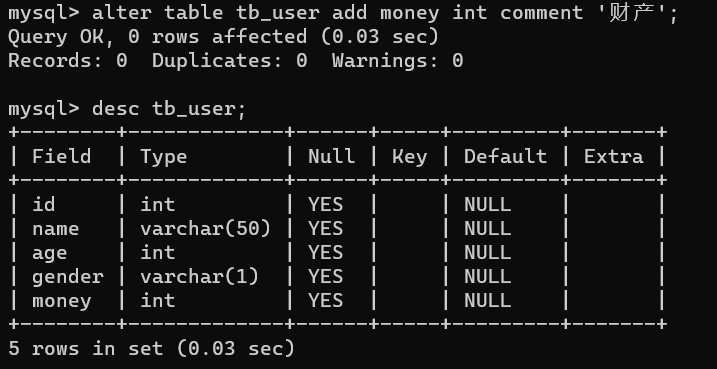 mysql> alter table tb_user add money int comment '财产';
Query OK, 0 rows affected (0.03 sec)
Records: 0  Duplicates: 0  Warnings: 0

mysql> desc tb_user;
+--------+-------------+------+-----+---------+-------+
| Field  | Type        | Null | Key | Default | Extra |
+--------+-------------+------+-----+---------+-------+
| id     | int         | YES  |     | NULL    |       |
| name   | varchar(50) | YES  |     | NULL    |       |
| age    | int         | YES  |     | NULL    |       |
| gender | varchar(1)  | YES  |     | NULL    |       |
| money  | int         | YES  |     | NULL    |       |
+--------+-------------+------+-----+---------+-------+
5 rows in set (0.03 sec)